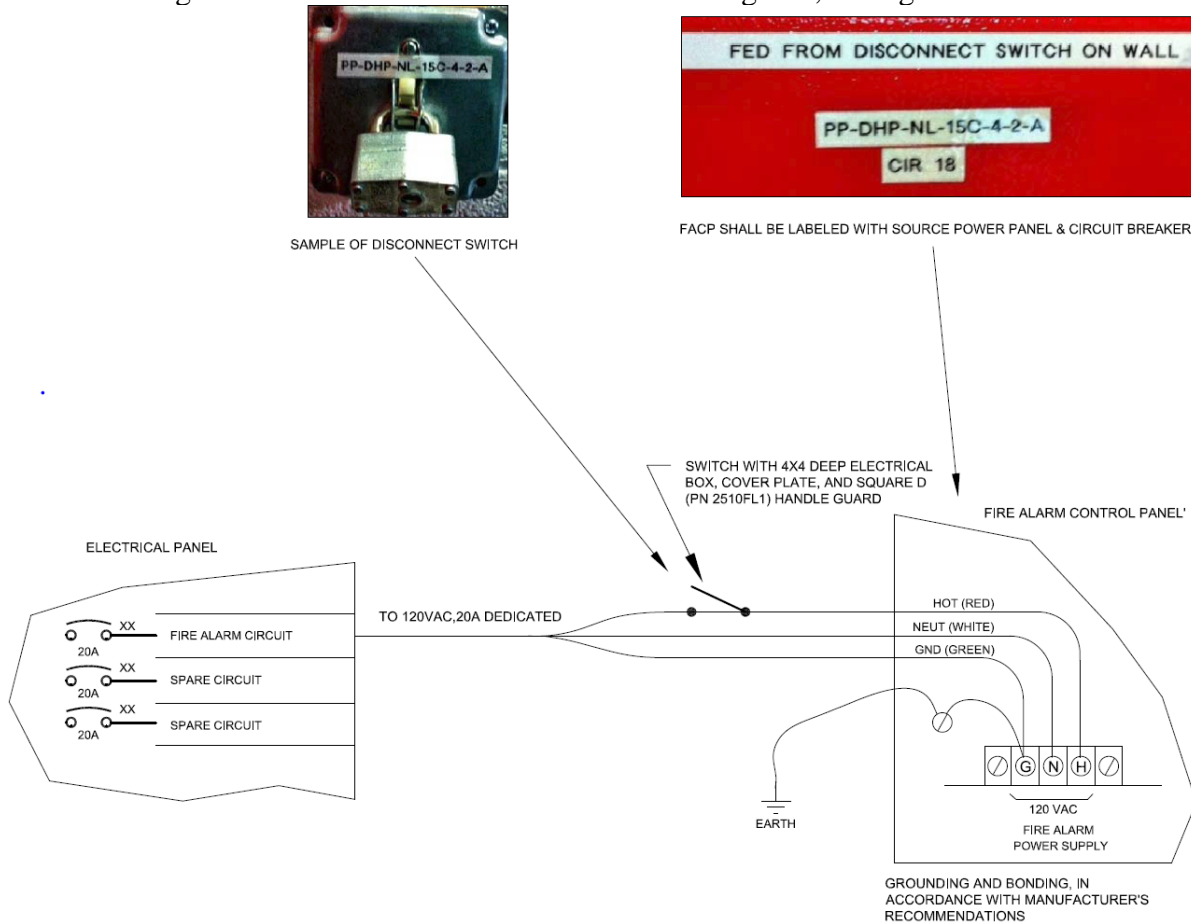 PP-DHP-NL-15C-4-2-A
FED FROM DISCONNECT SWITCH ON WALL
PP-DHP-NL-15C-4-2-A
CIR 18
SAMPLE OF DISCONNECT SWITCH
FACP SHALL BE LABELED WITH SOURCE POWER PANEL & CIRCUIT BREAKER
SWITCH WITH 4X4 DEEP ELECTRICAL
BOX, COVER PLATE, AND SQUARE D
(PN 2510FL1) HANDLE GUARD
FIRE ALARM CONTROL PANEL'
ELECTRICAL PANEL
TO 120VAC,20A DEDICATED
HOT (RED)
NEUT (WHITE)
GND (GREEN)
XX
FIRE ALARM CIRCUIT
20A
XX
SPARE CIRCUIT
20A
XX
SPARE CIRCUIT
20A
G N H
120 VAC
FIRE ALARM
POWER SUPPLY
EARTH
GROUNDING AND BONDING, IN
ACCORDANCE WITH MANUFACTURER'S
RECOMMENDATIONS